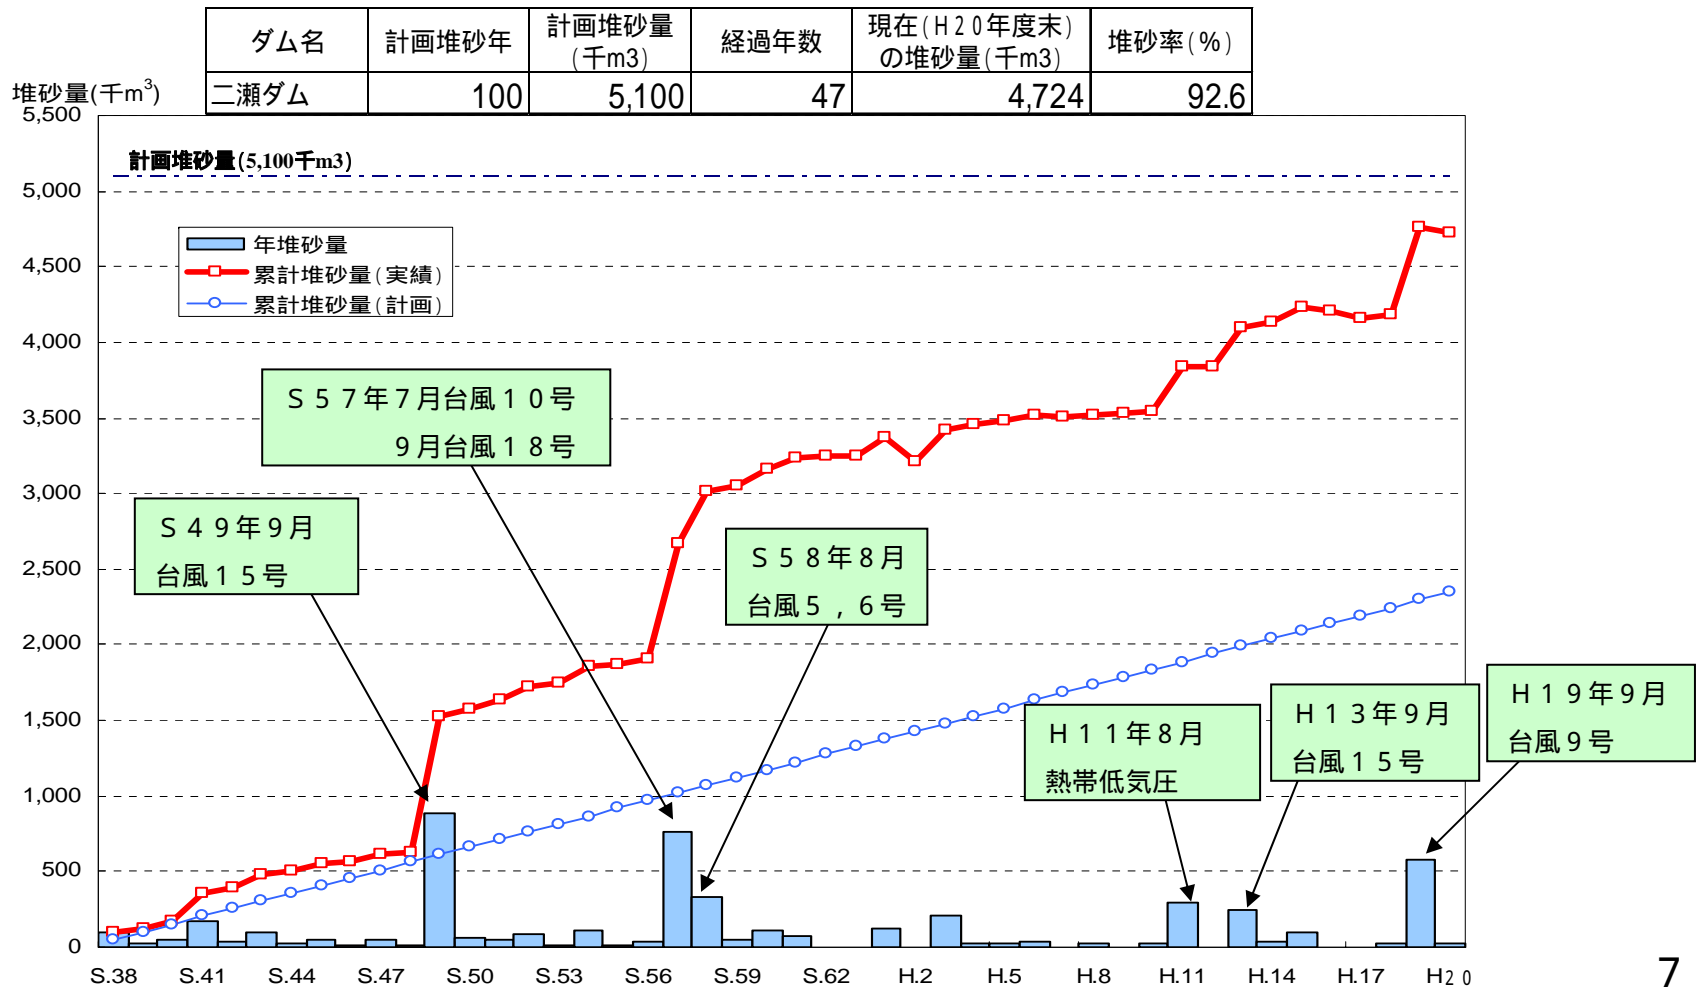 ダム名 計画堆砂年 計画堆砂量(千m3) 経過年数 現在(H20年度末)の堆砂量(千m3) 堆砂率(%)
二瀬ダム 100 5,100 47 4,724 92.6
堆砂量(千m³)
5,500
計画堆砂量(5,100千m3)
5,000
年堆砂量
4,500
累計堆砂量(実績)
累計堆砂量(計画)
4,000
S57年7月台風10号
9月台風18号
3,500
3,000
S49年9月
台風15号
S58年8月
台風5,6号
2,500
2,000
H19年9月
台風9号
H13年9月
台風15号
H11年8月
熱帯低気圧
1,500
1,000
500
0
S.38 S.41 S.44 S.47 S.50 S.53 S.56 S.59 S.62 H.2 H.5 H.8 H.11 H.14 H.17 H20
7